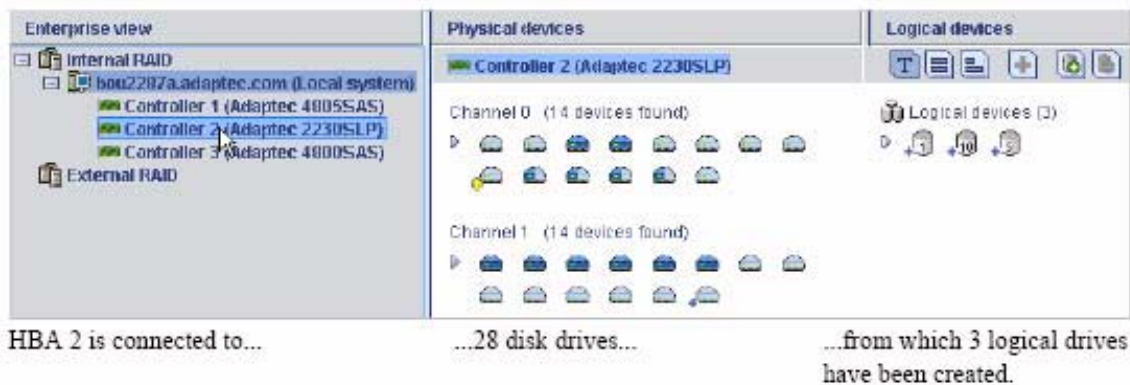 Enterprise view
Physical devices
Logical devices
Internal RAID
bou2287a.adaptec.com (Local system)
Controller 1 (Adaptec 4805SAS)
Controller 2 (Adaptec 2230SLP)
Controller 3 (Adaptec 4800SAS)
External RAID
Controller 2 (Adaptec 2230SLP)
Channel 0 (14 devices found)
Channel 1 (14 devices found)
T
Logical devices (3)
1
10
HBA 2 is connected to...
...28 disk drives...
...from which 3 logical drives
have been created.